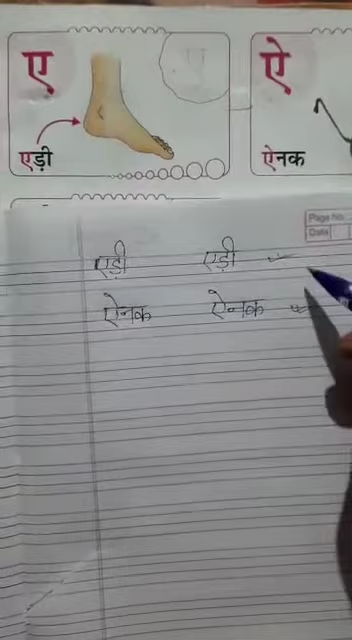 ए ऐ
एड़ी ऐनक
Page No.
Date
एड़ी एड़ी
ऐनक ऐनक